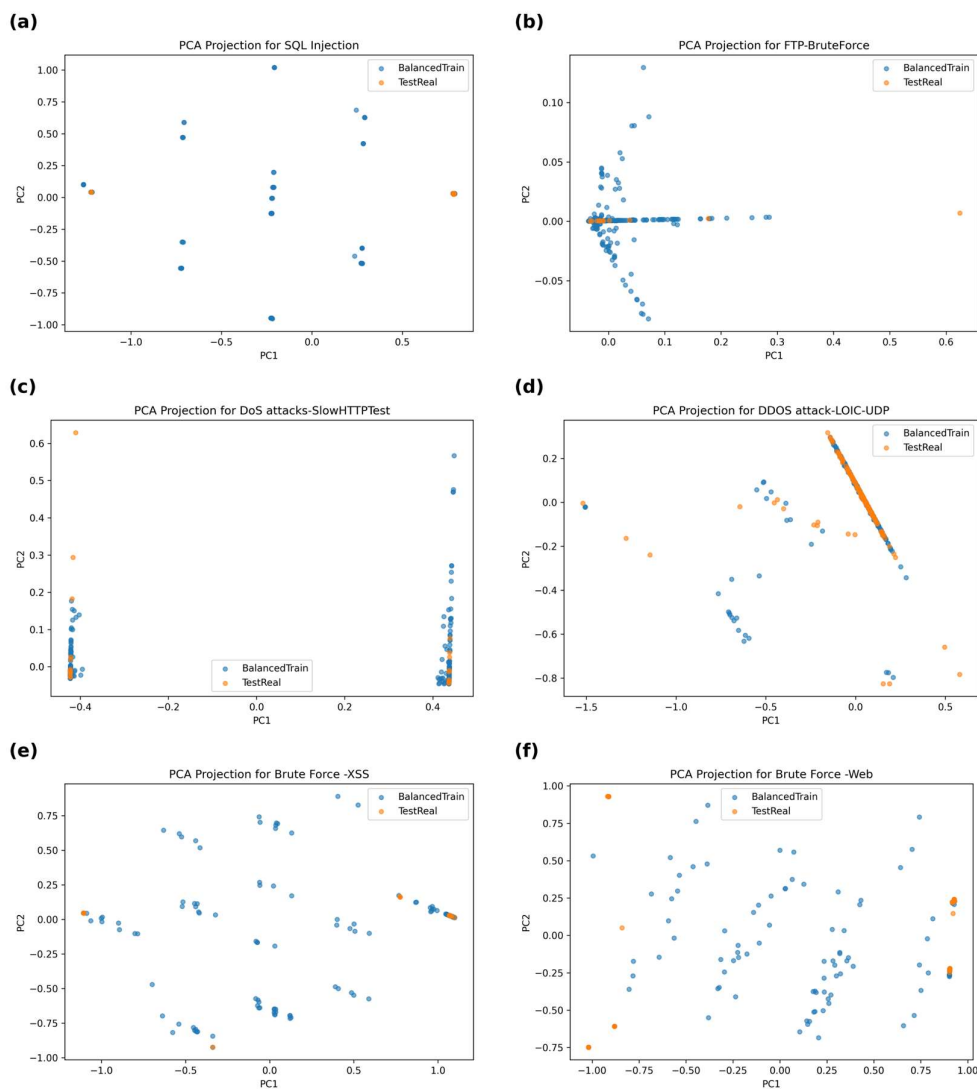 (a)
PCA Projection for SQL Injection
BalancedTrain
TestReal
1.00
0.75
0.50
0.25
0.00
−0.25
−0.50
−0.75
−1.00
PC2
−1.0 −0.5 0.0 0.5
PC1
(b)
PCA Projection for FTP-BruteForce
BalancedTrain
TestReal
0.10
0.05
0.00
−0.05
PC2
0.0 0.1 0.2 0.3 0.4 0.5 0.6
PC1
(c)
PCA Projection for DoS attacks-SlowHTTPTest
0.6
0.5
0.4
0.3
0.2
0.1
0.0
PC2
BalancedTrain
TestReal
−0.4 −0.2 0.0 0.2 0.4
PC1
(d)
PCA Projection for DDOS attack-LOIC-UDP
BalancedTrain
TestReal
0.2
0.0
−0.2
−0.4
−0.6
−0.8
PC2
−1.5 −1.0 −0.5 0.0 0.5
PC1
(e)
PCA Projection for Brute Force -XSS
BalancedTrain
TestReal
0.75
0.50
0.25
0.00
−0.25
−0.50
−0.75
−1.00
PC2
−1.0 −0.5 0.0 0.5 1.0
PC1
(f)
PCA Projection for Brute Force -Web
BalancedTrain
TestReal
1.00
0.75
0.50
0.25
0.00
−0.25
−0.50
−0.75
PC2
−1.00 −0.75 −0.50 −0.25 0.00 0.25 0.50 0.75 1.00
PC1